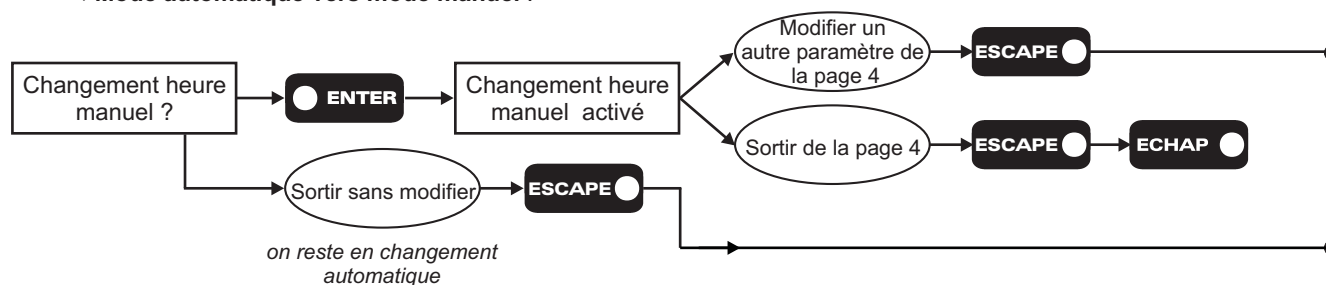 Modifier un
autre paramètre de
la page 4
ESCAPE
Changement heure
manuel ?
ENTER
Changement heure
manuel activé
Sortir de la page 4
ESCAPE
ECHAP
Sortir sans modifier
ESCAPE
on reste en changement
automatique